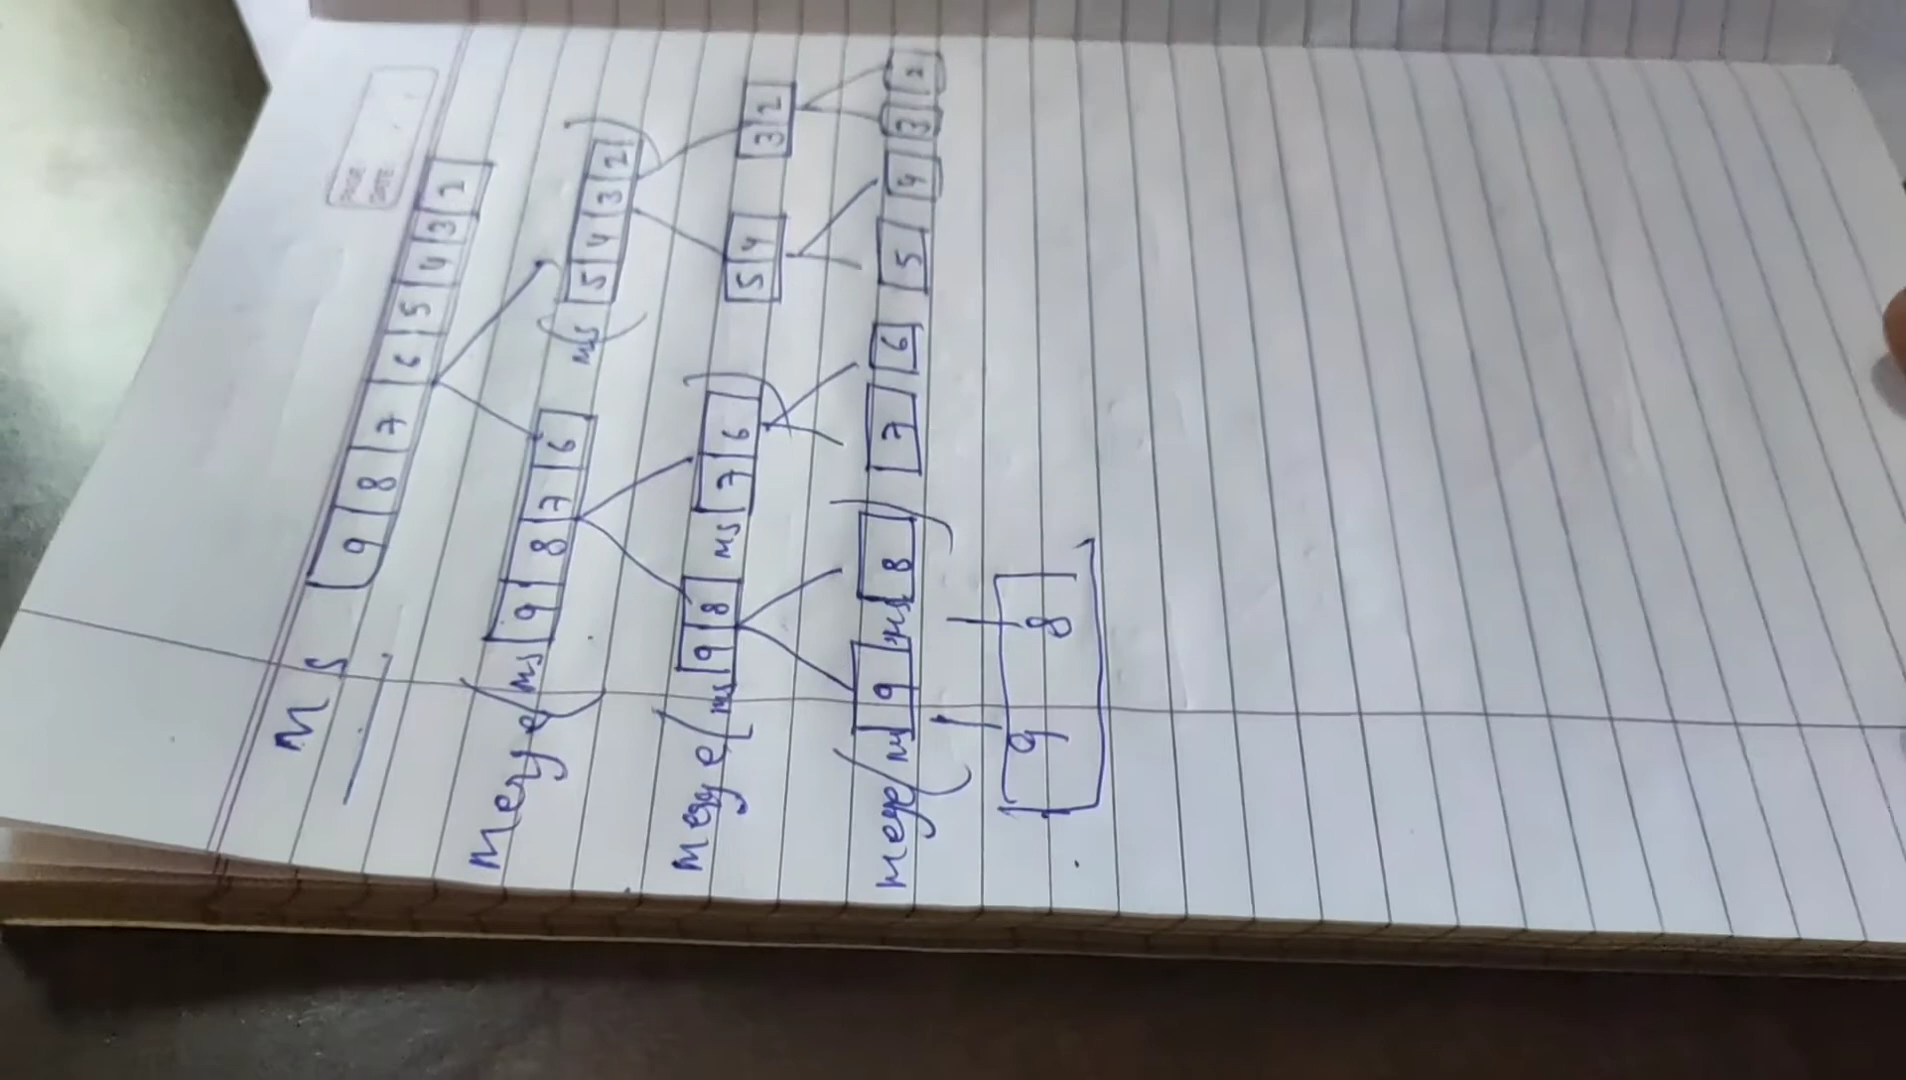 PAGE:
DATE:
MS 9 8 7 6 5 4 3 2
Merge (MS 9 8 7 6 MS 5 4 3 2)
Merge (MS 9 8 MS 7 6) 5 4 3 2
Merge (MS 9 MS 8) 7 6 5 4 3 2
9 8